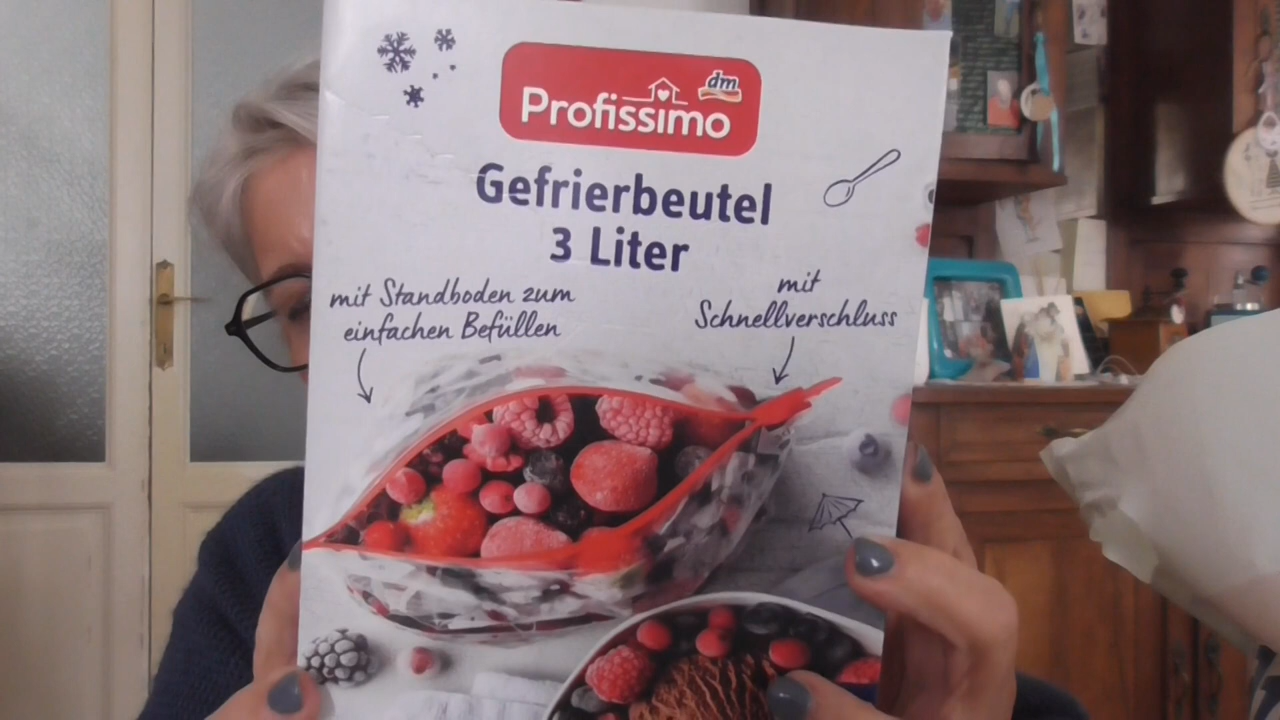 dm
Profissimo
Gefrierbeutel
3 Liter
mit Standboden zum
einfachen Befüllen
mit
Schnellverschluss